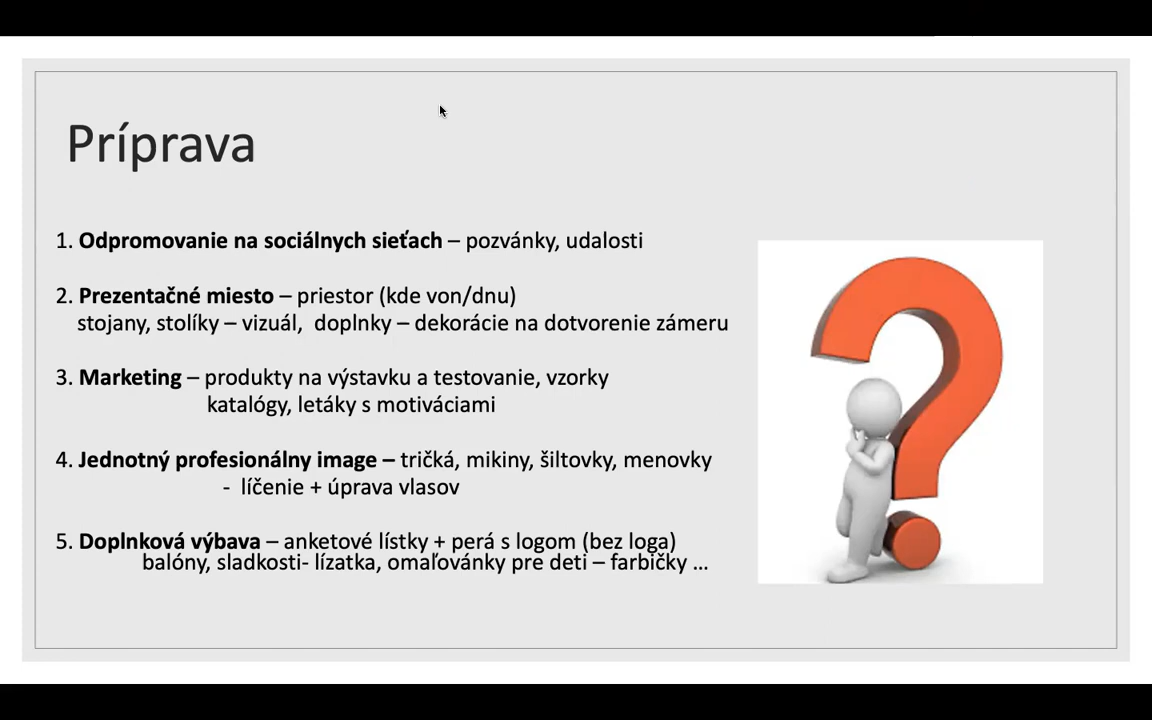 Príprava
1. Odpromovanie na sociálnych sieťach – pozvánky, udalosti
2. Prezentačné miesto – priestor (kde von/dnu)
stojany, stolíky – vizuál, doplnky – dekorácie na dotvorenie zámeru
3. Marketing – produkty na výstavku a testovanie, vzorky
katalógy, letáky s motiváciami
4. Jednotný profesionálny image – tričká, mikiny, šiltovky, menovky
- líčenie + úprava vlasov
5. Doplnková výbava – anketové lístky + perá s logom (bez loga)
balóny, sladkosti- lízatka, omaľovánky pre deti – farbičky ...